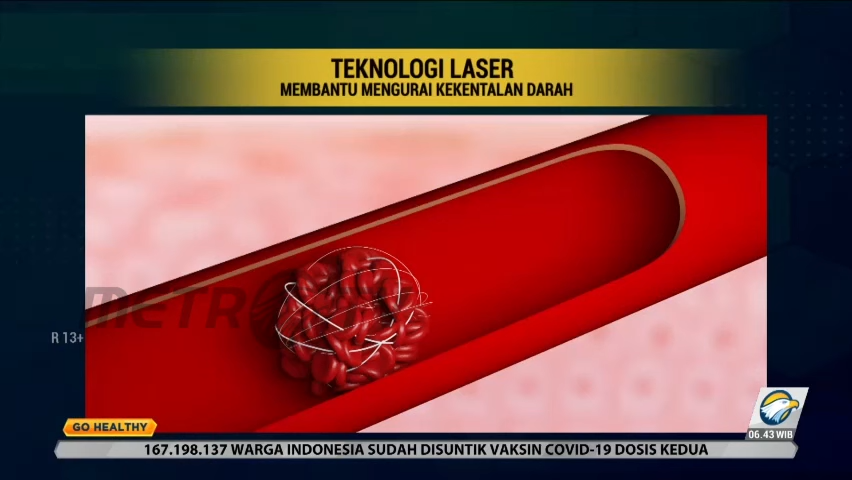 TEKNOLOGI LASER
MEMBANTU MENGURAI KEKENTALAN DARAH
METRO
R 13+
GO HEALTHY
06.43 WIB
167.198.137 WARGA INDONESIA SUDAH DISUNTIK VAKSIN COVID-19 DOSIS KEDUA